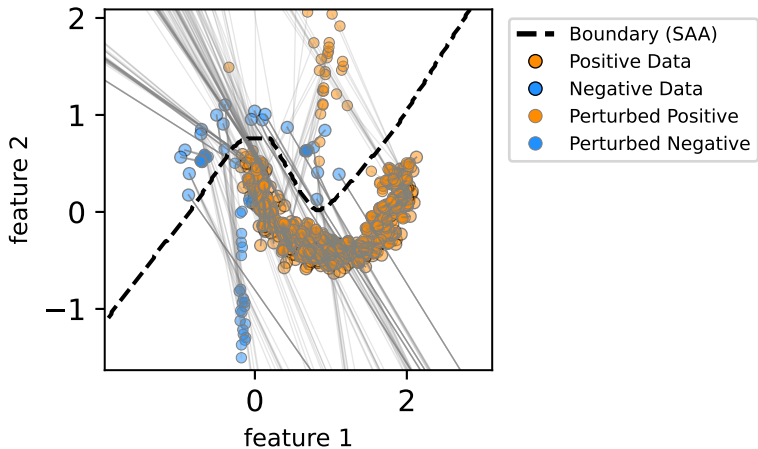 2
1
0
−1
0
2
feature 2
feature 1
Boundary (SAA)
Positive Data
Negative Data
Perturbed Positive
Perturbed Negative